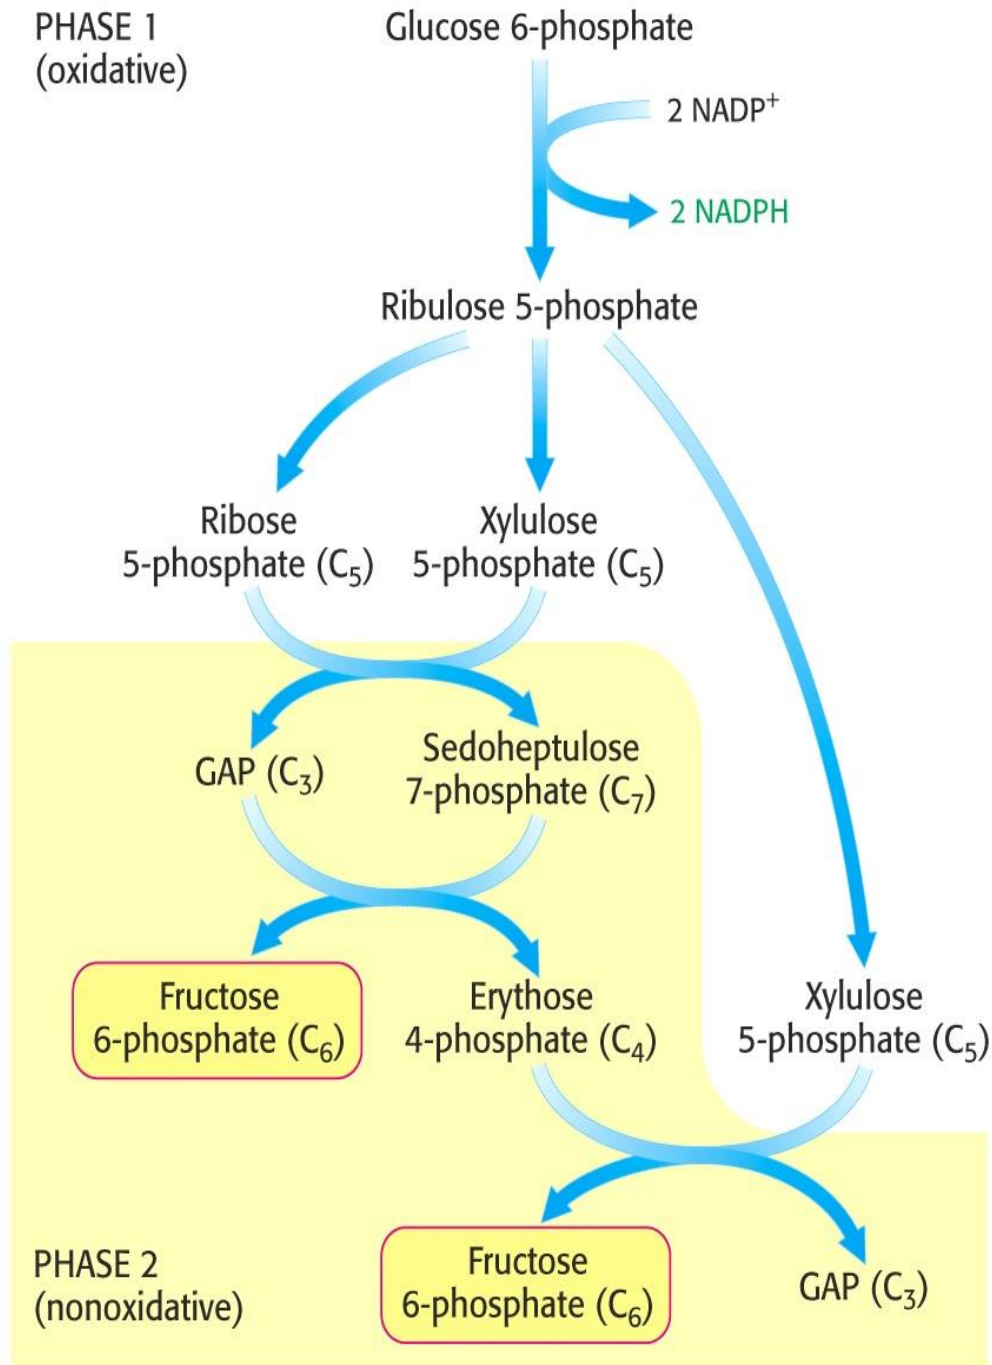 PHASE 1
(oxidative)
Glucose 6-phosphate
2 NADP⁺
2 NADPH
Ribulose 5-phosphate
Ribose
5-phosphate (C₅)
Xylulose
5-phosphate (C₅)
GAP (C₃)
Sedoheptulose
7-phosphate (C₇)
Fructose
6-phosphate (C₆)
Erythose
4-phosphate (C₄)
Xylulose
5-phosphate (C₅)
PHASE 2
(nonoxidative)
Fructose
6-phosphate (C₆)
GAP (C₃)